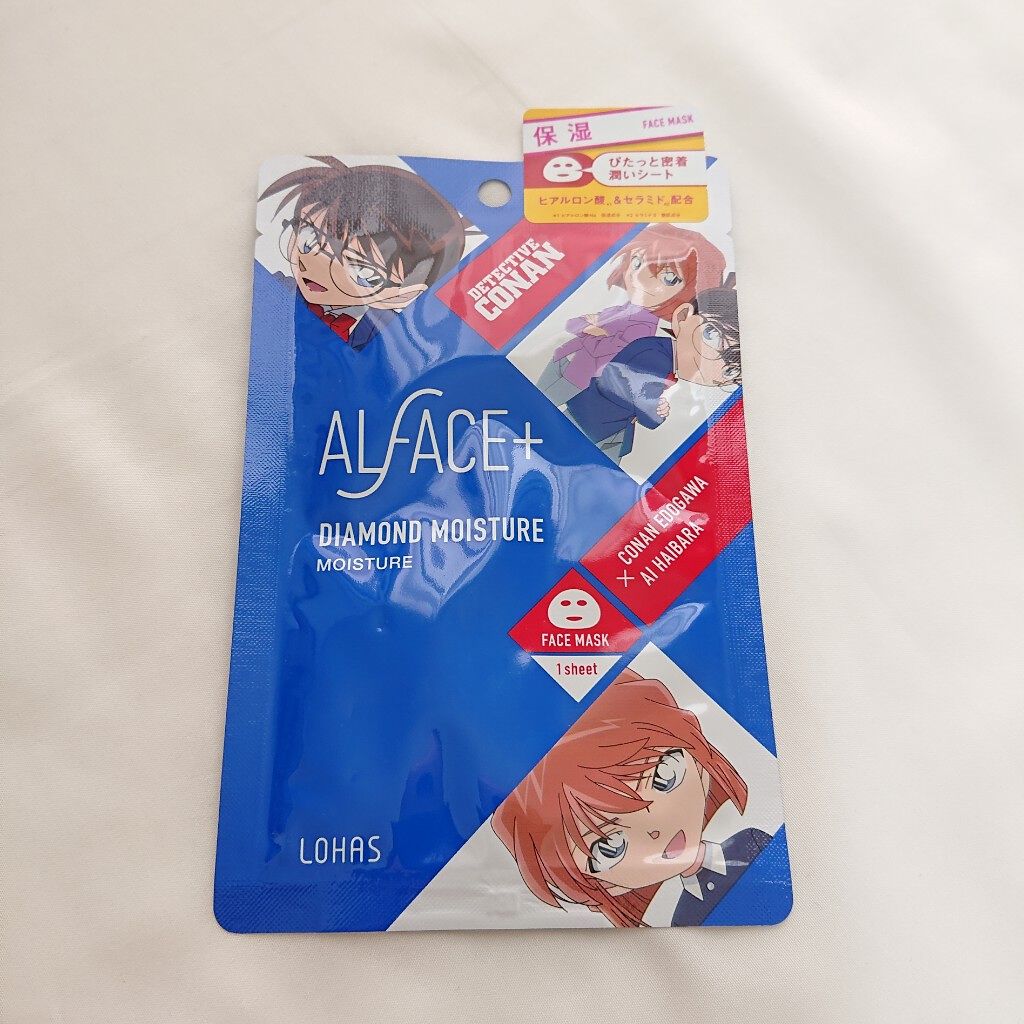 保湿
FACE MASK
ぴたっと密着
潤いシート
ヒアルロン酸*1&セラミド*2配合
DETECTIVE
CONAN
ALFACE+
DIAMOND MOISTURE
MOISTURE
CONAN EDOGAWA
× AI HAIBARA
FACE MASK
1 sheet
LOHAS